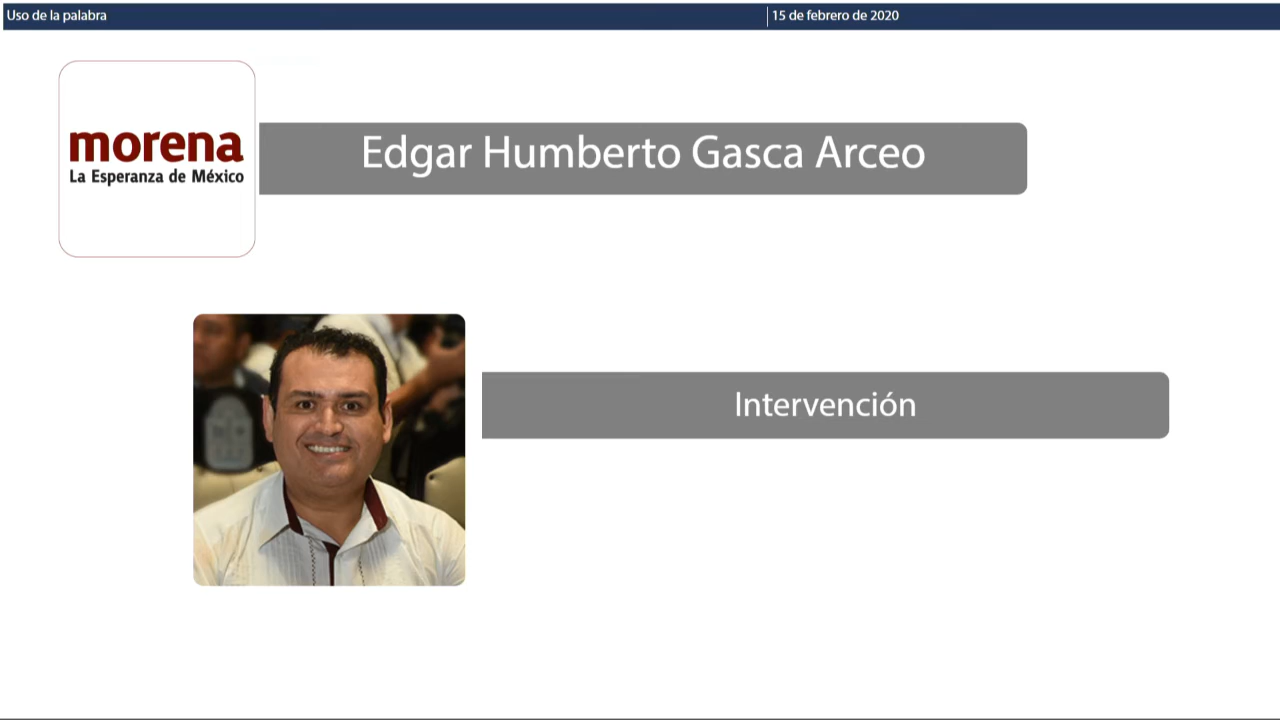 Uso de la palabra
15 de febrero de 2020
morena
La Esperanza de México
Edgar Humberto Gasca Arceo
Intervención